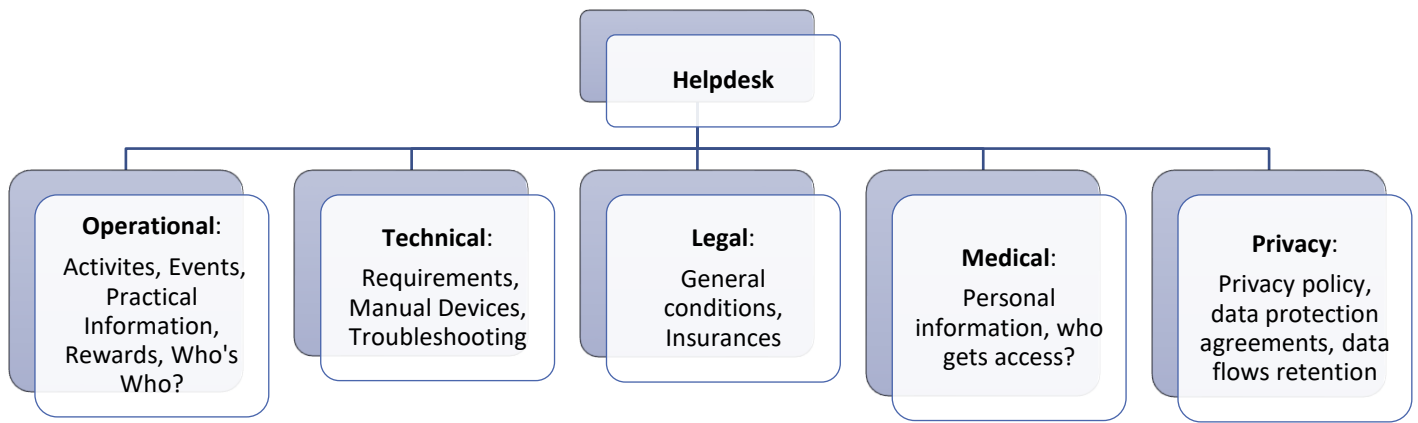 Helpdesk
Operational:
Activites, Events,
Practical
Information,
Rewards, Who's
Who?
Technical:
Requirements,
Manual Devices,
Troubleshooting
Legal:
General
conditions,
Insurances
Medical:
Personal
information, who
gets access?
Privacy:
Privacy policy,
data protection
agreements, data
flows retention